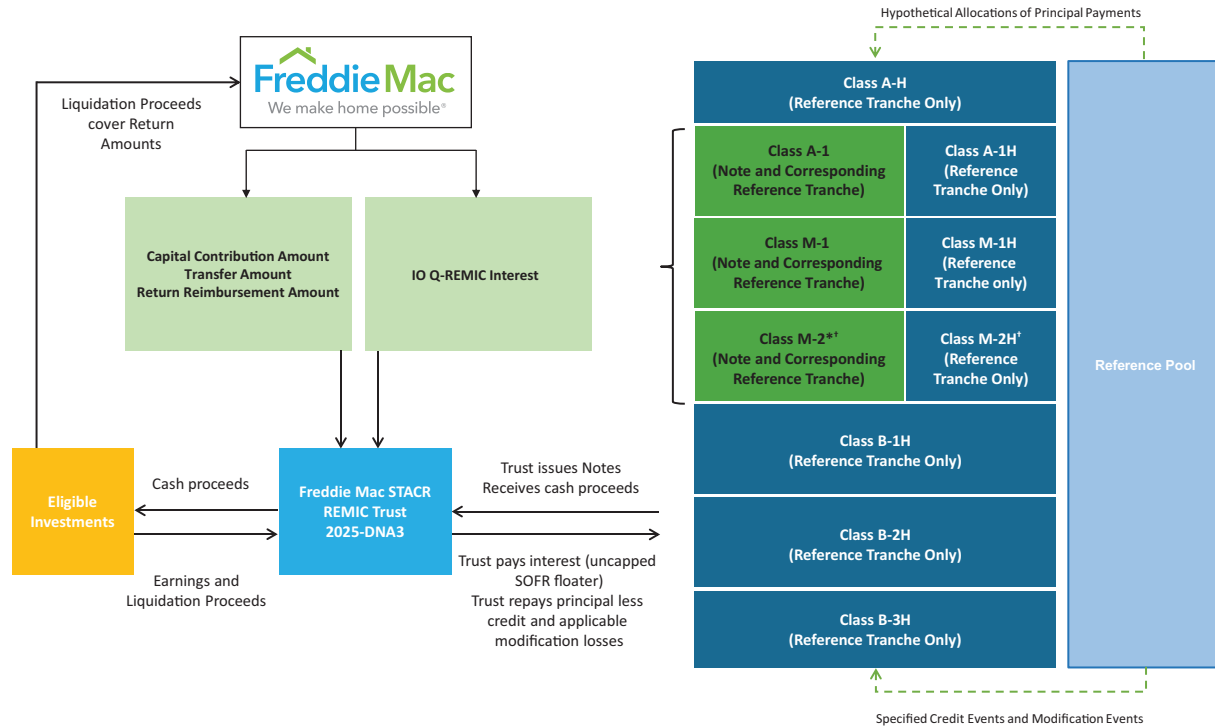 Hypothetical Allocations of Principal Payments
Freddie Mac
We make home possible®
Liquidation Proceeds
cover Return
Amounts
Capital Contribution Amount
Transfer Amount
Return Reimbursement Amount
IO Q-REMIC Interest
Eligible
Investments
Cash proceeds
Earnings and
Liquidation Proceeds
Freddie Mac STACR
REMIC Trust
2025-DNA3
Trust issues Notes
Receives cash proceeds
Trust pays interest (uncapped
SOFR floater)
Trust repays principal less
credit and applicable
modification losses
Class A-H
(Reference Tranche Only)
Class A-1
(Note and Corresponding
Reference Tranche)
Class A-1H
(Reference
Tranche Only)
Class M-1
(Note and Corresponding
Reference Tranche)
Class M-1H
(Reference
Tranche only)
Class M-2*†
(Note and Corresponding
Reference Tranche)
Class M-2H†
(Reference
Tranche Only)
Class B-1H
(Reference Tranche Only)
Class B-2H
(Reference Tranche Only)
Class B-3H
(Reference Tranche Only)
Reference Pool
Specified Credit Events and Modification Events